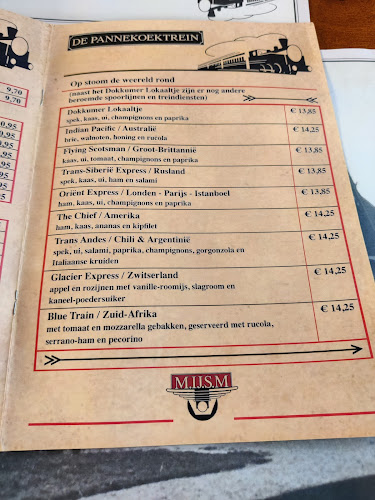 9,70
9,70
DE PANNEKOEKTREIN
Op stoom de weereld rond
(naast het Dokkumer Lokaaltje zijn er nog andere
beroemde spoorlijnen en treindiensten)
Dokkumer Lokaaltje € 13,85
spek, kaas, ui, champignons en paprika
Indian Pacific / Australië € 14,25
brie, walnoten, honing en rucola
Flying Scotsman / Groot-Brittannië € 13,85
kaas, ui, tomaat, champignons en paprika
Trans-Siberië Express / Rusland € 13,85
spek, kaas, ui, ham en salami
Oriënt Express / Londen - Parijs - Istanboel € 13,85
ham, kaas, ui, champignons en paprika
The Chief / Amerika € 14,25
ham, kaas, ananas en kipfilet
Trans Andes / Chili & Argentinië € 14,25
spek, ui, salami, paprika, champignons, gorgonzola en
Italiaanse kruiden
Glacier Express / Zwitserland € 14,25
appel en rozijnen met vanille-roomijs, slagroom en
kaneel-poedersuiker
Blue Train / Zuid-Afrika € 14,25
met tomaat en mozzarella gebakken, geserveerd met rucola,
serrano-ham en pecorino
M.IJ.S.M